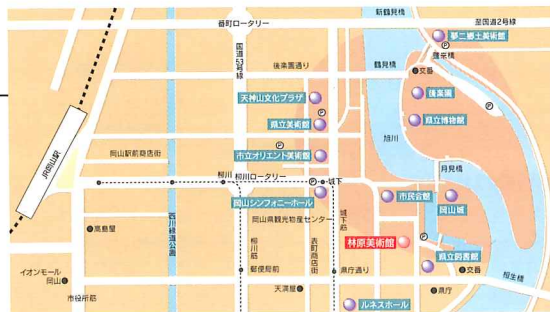 新鶴見橋
番町ロータリー
至国道2号線
夢二郷土美術館
P
蓬莱橋
国道53号線
後楽園通り
鶴見橋
交番
天神山文化プラザ
後楽園
P
P
県立美術館
県立博物館
旭川
P
岡山駅前商店街
市立オリエント美術館
月見橋
JR岡山駅
柳川
柳川ロータリー
P
城下
市民会館
岡山城
岡山シンフォニーホール
西川緑道公園
岡山県観光物産センター
城下筋
高島屋
柳川筋
表町商店街
林原美術館
P
県立図書館
イオンモール
岡山
郵便局前
県庁通り
交番
相生橋
天満屋
県庁
市役所筋
ルネスホール